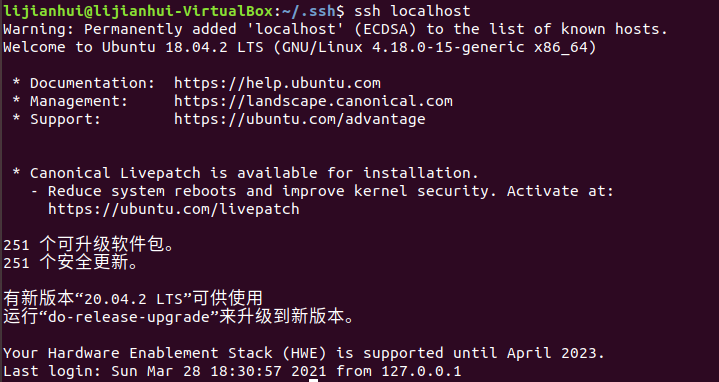 lijianhui@lijianhui-VirtualBox:~/.ssh$ ssh localhost
Warning: Permanently added 'localhost' (ECDSA) to the list of known hosts.
Welcome to Ubuntu 18.04.2 LTS (GNU/Linux 4.18.0-15-generic x86_64)
* Documentation:  https://help.ubuntu.com
* Management:     https://landscape.canonical.com
* Support:        https://ubuntu.com/advantage
* Canonical Livepatch is available for installation.
- Reduce system reboots and improve kernel security. Activate at:
https://ubuntu.com/livepatch
251 个可升级软件包。
251 个安全更新。
有新版本“20.04.2 LTS”可供使用
运行“do-release-upgrade”来升级到新版本。
Your Hardware Enablement Stack (HWE) is supported until April 2023.
Last login: Sun Mar 28 18:30:57 2021 from 127.0.0.1